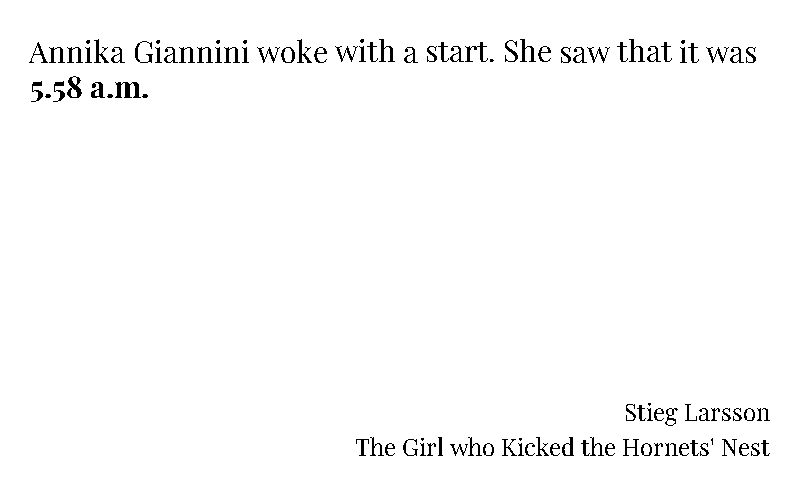 Annika Giannini woke with a start. She saw that it was
5.58 a.m.
Stieg Larsson
The Girl who Kicked the Hornets' Nest